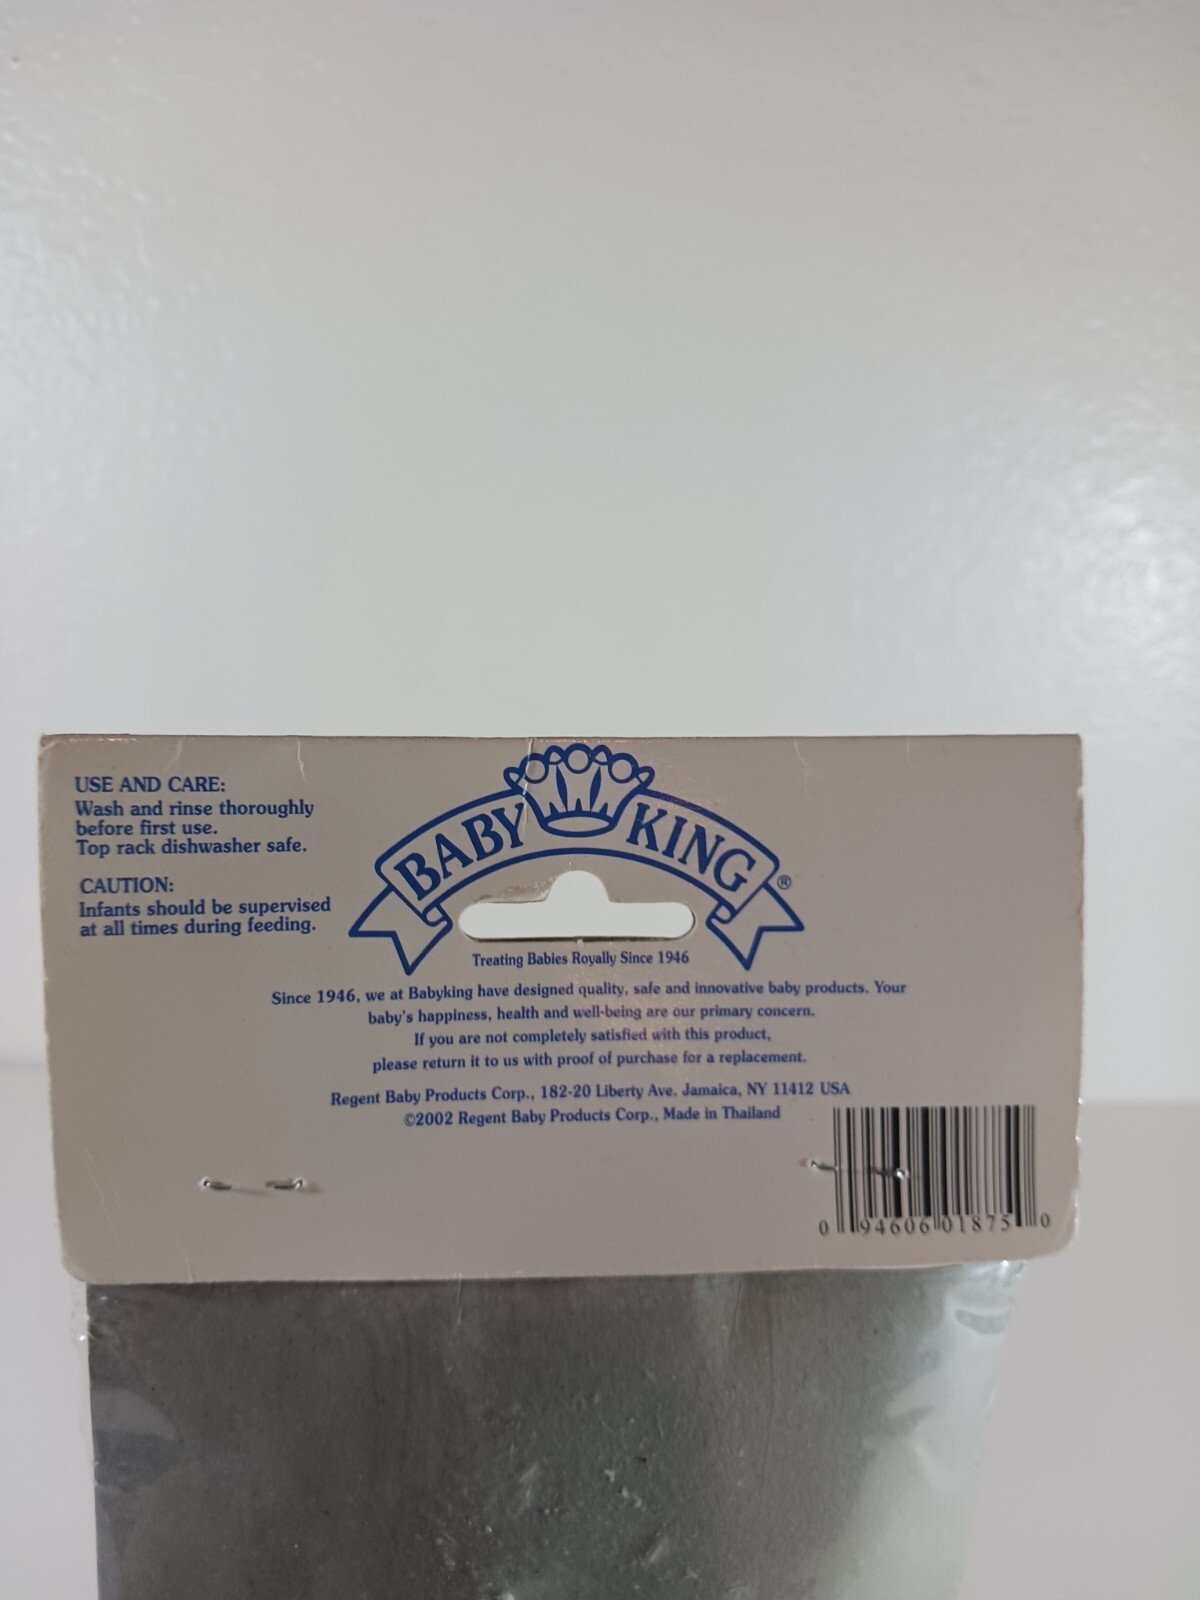 USE AND CARE:
Wash and rinse thoroughly
before first use.
Top rack dishwasher safe.
CAUTION:
Infants should be supervised
at all times during feeding.
BABY KING®
Treating Babies Royally Since 1946
Since 1946, we at Babyking have designed quality, safe and innovative baby products. Your
baby's happiness, health and well-being are our primary concern.
If you are not completely satisfied with this product,
please return it to us with proof of purchase for a replacement.
Regent Baby Products Corp., 182-20 Liberty Ave. Jamaica, NY 11412 USA
©2002 Regent Baby Products Corp., Made in Thailand
0 94606 01875 0